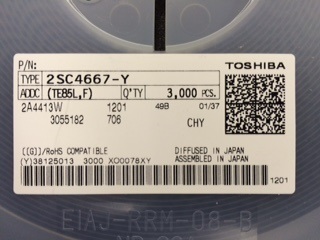 P/N:
TOSHIBA
TYPE 2SC4667-Y
ADDC (TE85L,F) Q'TY 3,000 PCS.
2A4413W 1201 49B 01/37
3055182 706 CHY
[[G]]/RoHS COMPATIBLE
DIFFUSED IN JAPAN
ASSEMBLED IN JAPAN
(Y)38125013 3000 XO0078XY
1201
EIAJ-RRM-08-B